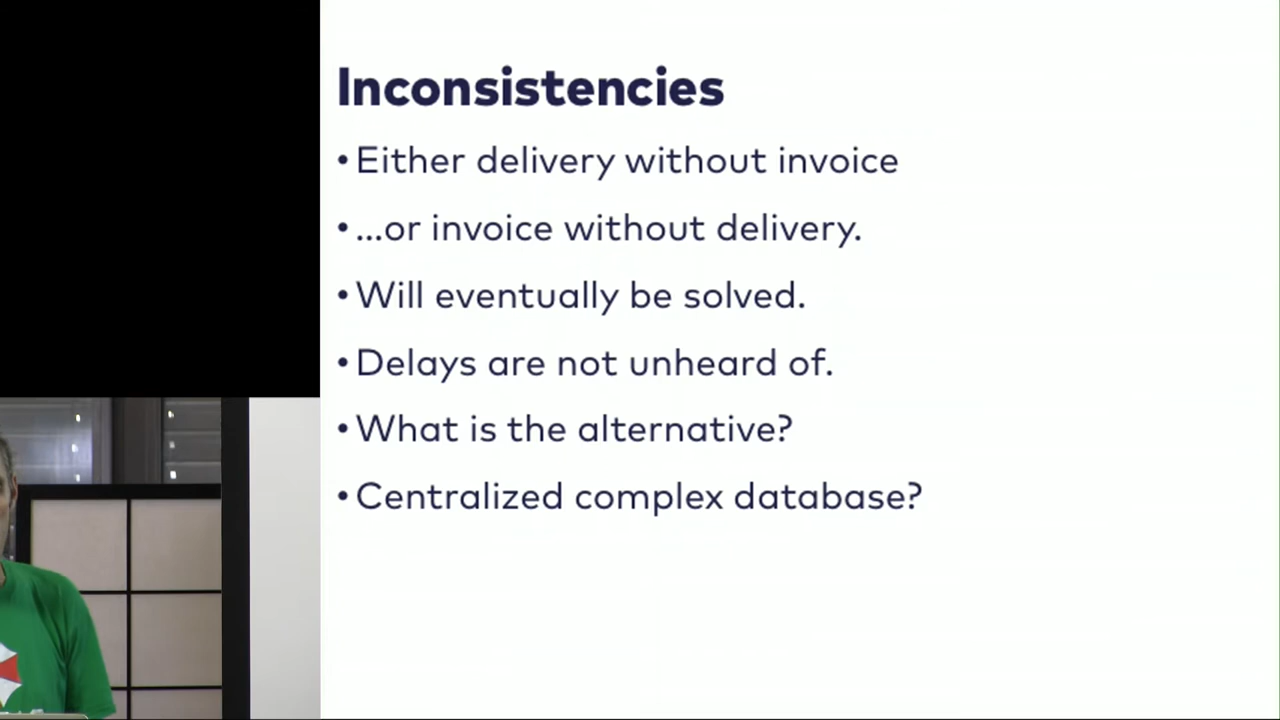 Inconsistencies
• Either delivery without invoice
• ...or invoice without delivery.
• Will eventually be solved.
• Delays are not unheard of.
• What is the alternative?
• Centralized complex database?